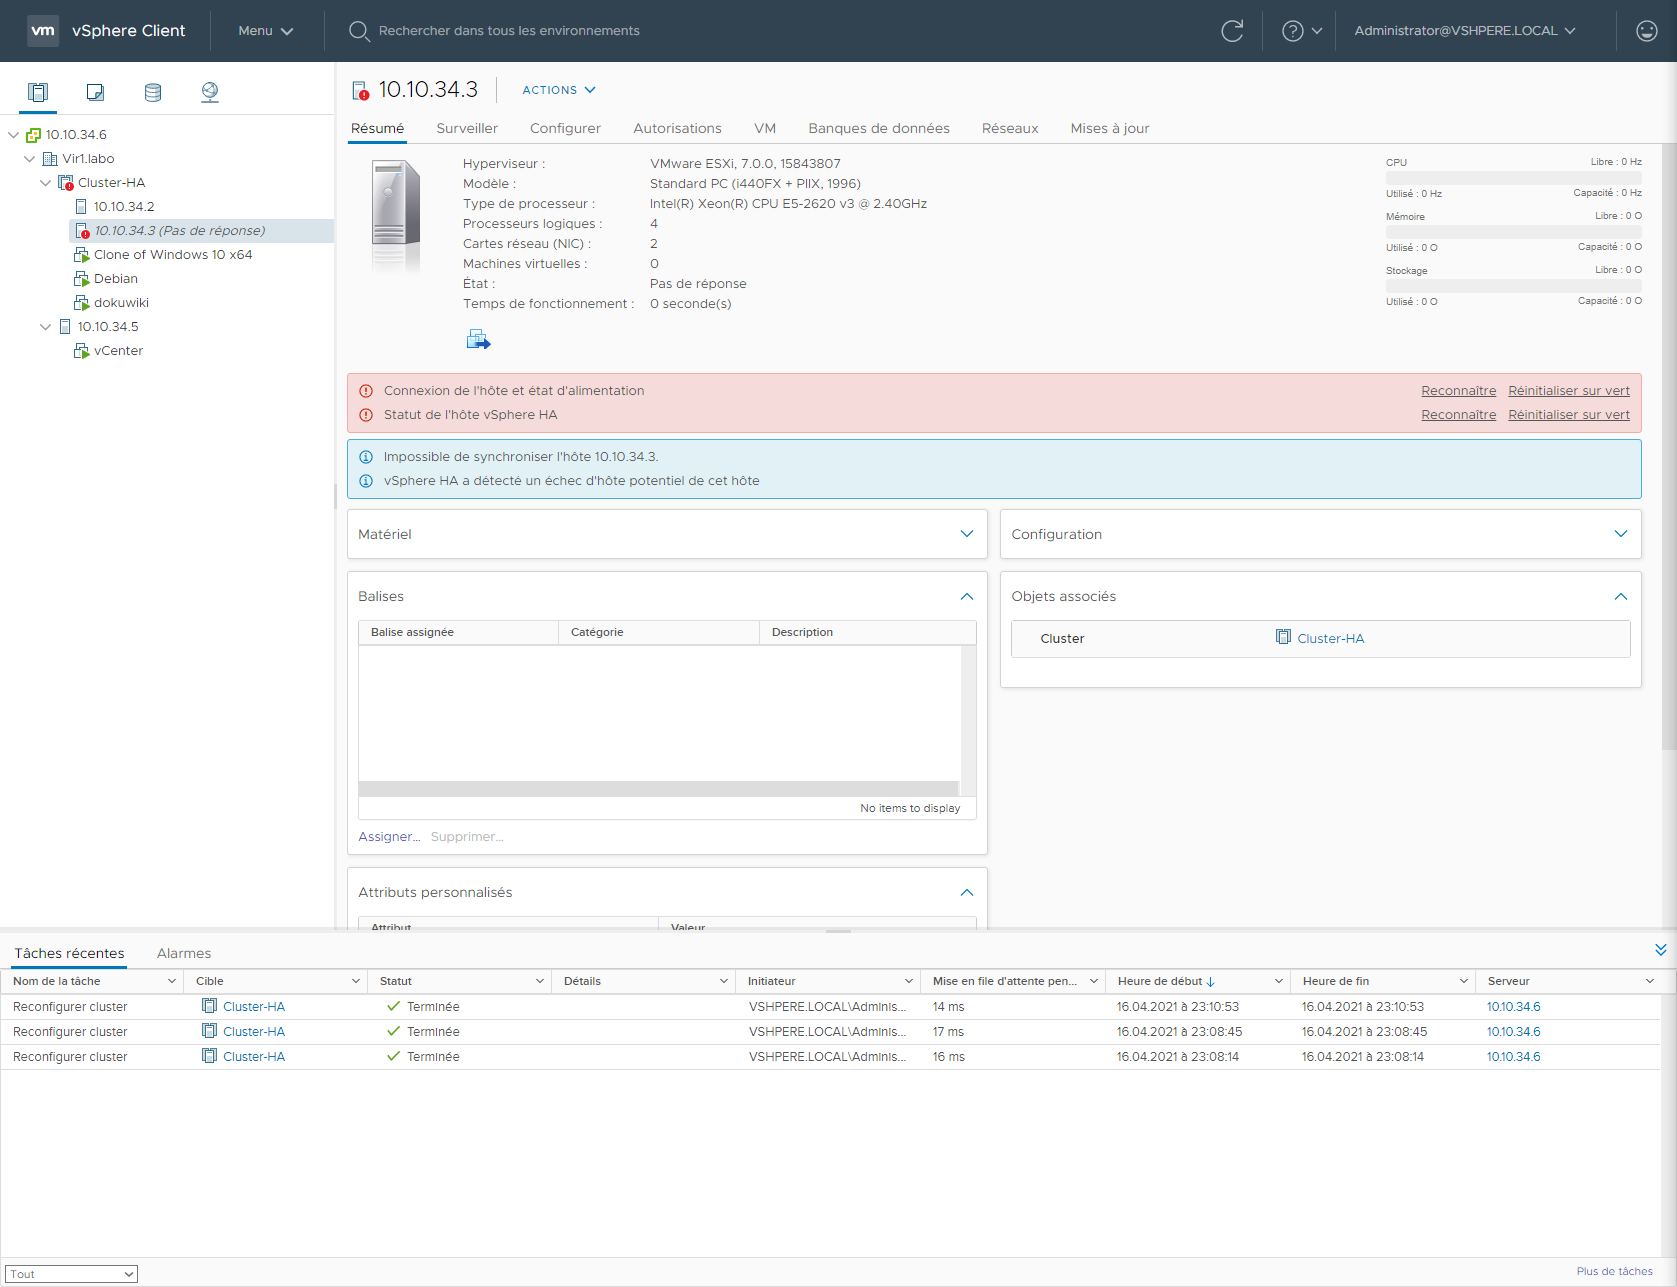 vm vSphere Client Menu Rechercher dans tous les environnements Administrator@VSHPERE.LOCAL
10.10.34.6
Vir1.labo
Cluster-HA
10.10.34.2
10.10.34.3 (Pas de réponse)
Clone of Windows 10 x64
Debian
dokuwiki
10.10.34.5
vCenter
10.10.34.3 ACTIONS
Résumé Surveiller Configurer Autorisations VM Banques de données Réseaux Mises à jour
Hyperviseur : VMware ESXi, 7.0.0, 15843807
Modèle : Standard PC (i440FX + PIIX, 1996)
Type de processeur : Intel(R) Xeon(R) CPU E5-2620 v3 @ 2.40GHz
Processeurs logiques : 4
Cartes réseau (NIC) : 2
Machines virtuelles : 0
État : Pas de réponse
Temps de fonctionnement : 0 seconde(s)
CPU Libre : 0 Hz
Utilisé : 0 Hz Capacité : 0 Hz
Mémoire Libre : 0 O
Utilisé : 0 O Capacité : 0 O
Stockage Libre : 0 O
Utilisé : 0 O Capacité : 0 O
Connexion de l'hôte et état d'alimentation Reconnaître Réinitialiser sur vert
Statut de l'hôte vSphere HA Reconnaître Réinitialiser sur vert
Impossible de synchroniser l'hôte 10.10.34.3.
vSphere HA a détecté un échec d'hôte potentiel de cet hôte
Matériel
Configuration
Balises
Balise assignée Catégorie Description
No items to display
Assigner... Supprimer...
Objets associés
Cluster Cluster-HA
Attributs personnalisés
Attribut Valeur
Tâches récentes Alarmes
Nom de la tâche Cible Statut Détails Initiateur Mise en file d'attente pen... Heure de début Heure de fin Serveur
Reconfigurer cluster Cluster-HA Terminée VSHPERE.LOCAL\Adminis... 14 ms 16.04.2021 à 23:10:53 16.04.2021 à 23:10:53 10.10.34.6
Reconfigurer cluster Cluster-HA Terminée VSHPERE.LOCAL\Adminis... 17 ms 16.04.2021 à 23:08:45 16.04.2021 à 23:08:45 10.10.34.6
Reconfigurer cluster Cluster-HA Terminée VSHPERE.LOCAL\Adminis... 16 ms 16.04.2021 à 23:08:14 16.04.2021 à 23:08:14 10.10.34.6
Tout Plus de tâches